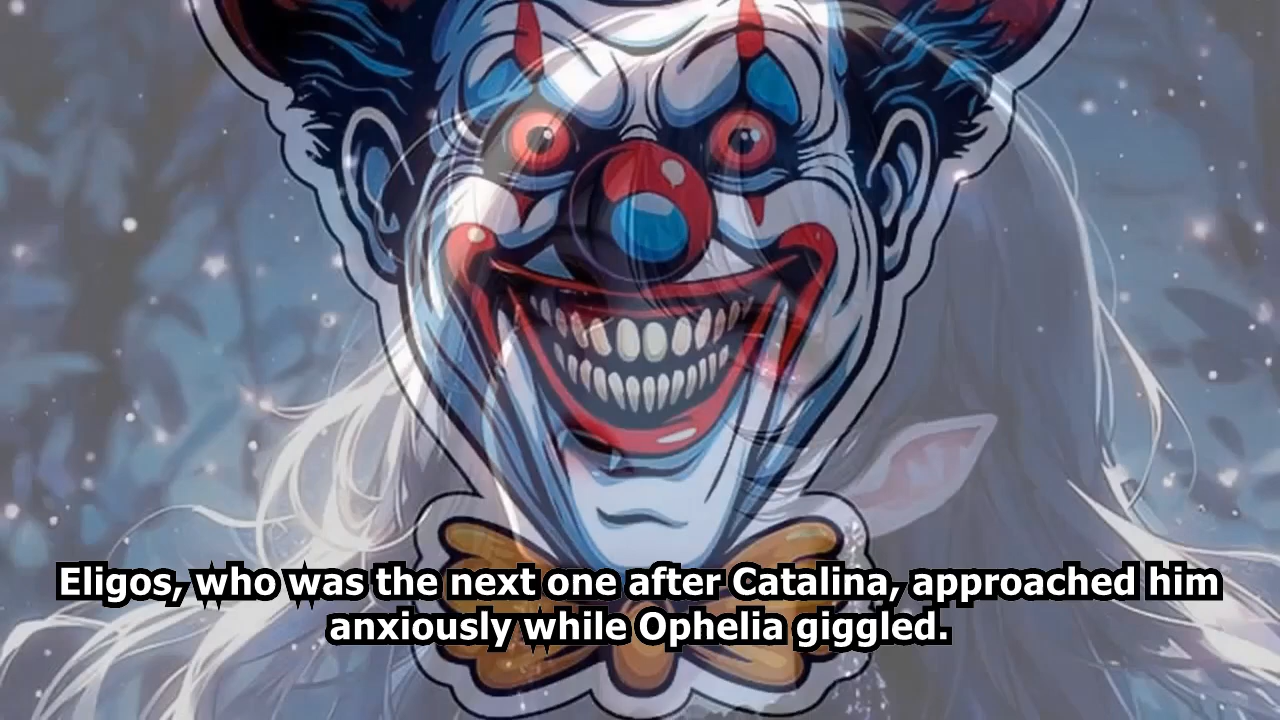 Eligos, who was the next one after Catalina, approached him
anxiously while Ophelia giggled.